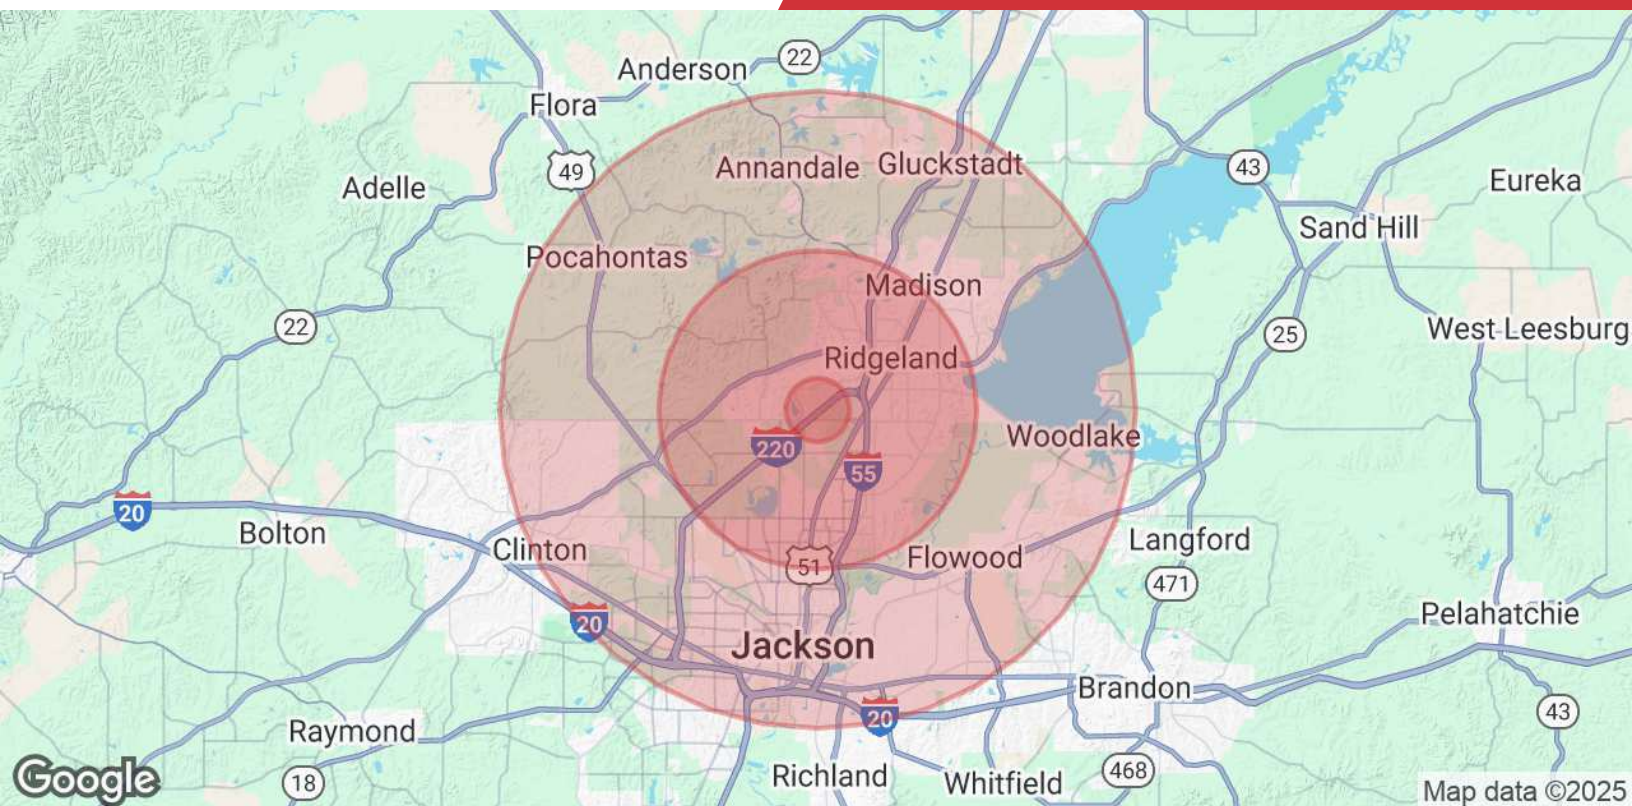 Anderson
22
Flora
49
Annandale
Gluckstadt
43
Adelle
Eureka
Sand Hill
Pocahontas
Madison
22
25
West Leesburg
Ridgeland
Woodlake
220
55
20
Bolton
Clinton
51
Flowood
Langford
471
20
Pelahatchie
Jackson
Brandon
20
43
Raymond
18
Richland
Whitfield
468
Google
Map data ©2025